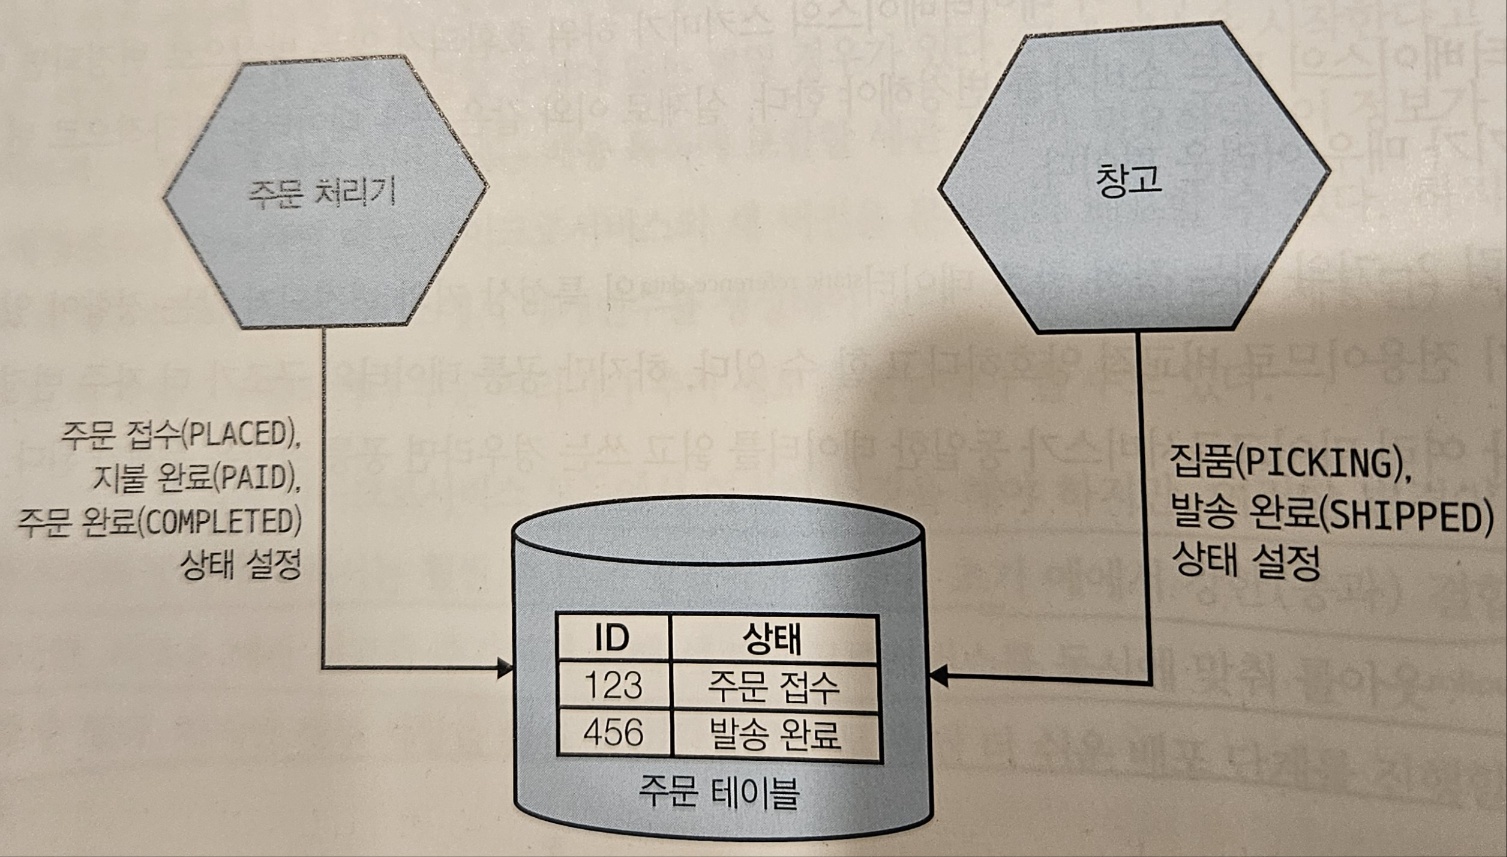 주문 처리기
창고
주문 접수(PLACED),
지불 완료(PAID),
주문 완료(COMPLETED)
상태 설정
집품(PICKING),
발송 완료(SHIPPED)
상태 설정
ID 상태
123 주문 접수
456 발송 완료
주문 테이블